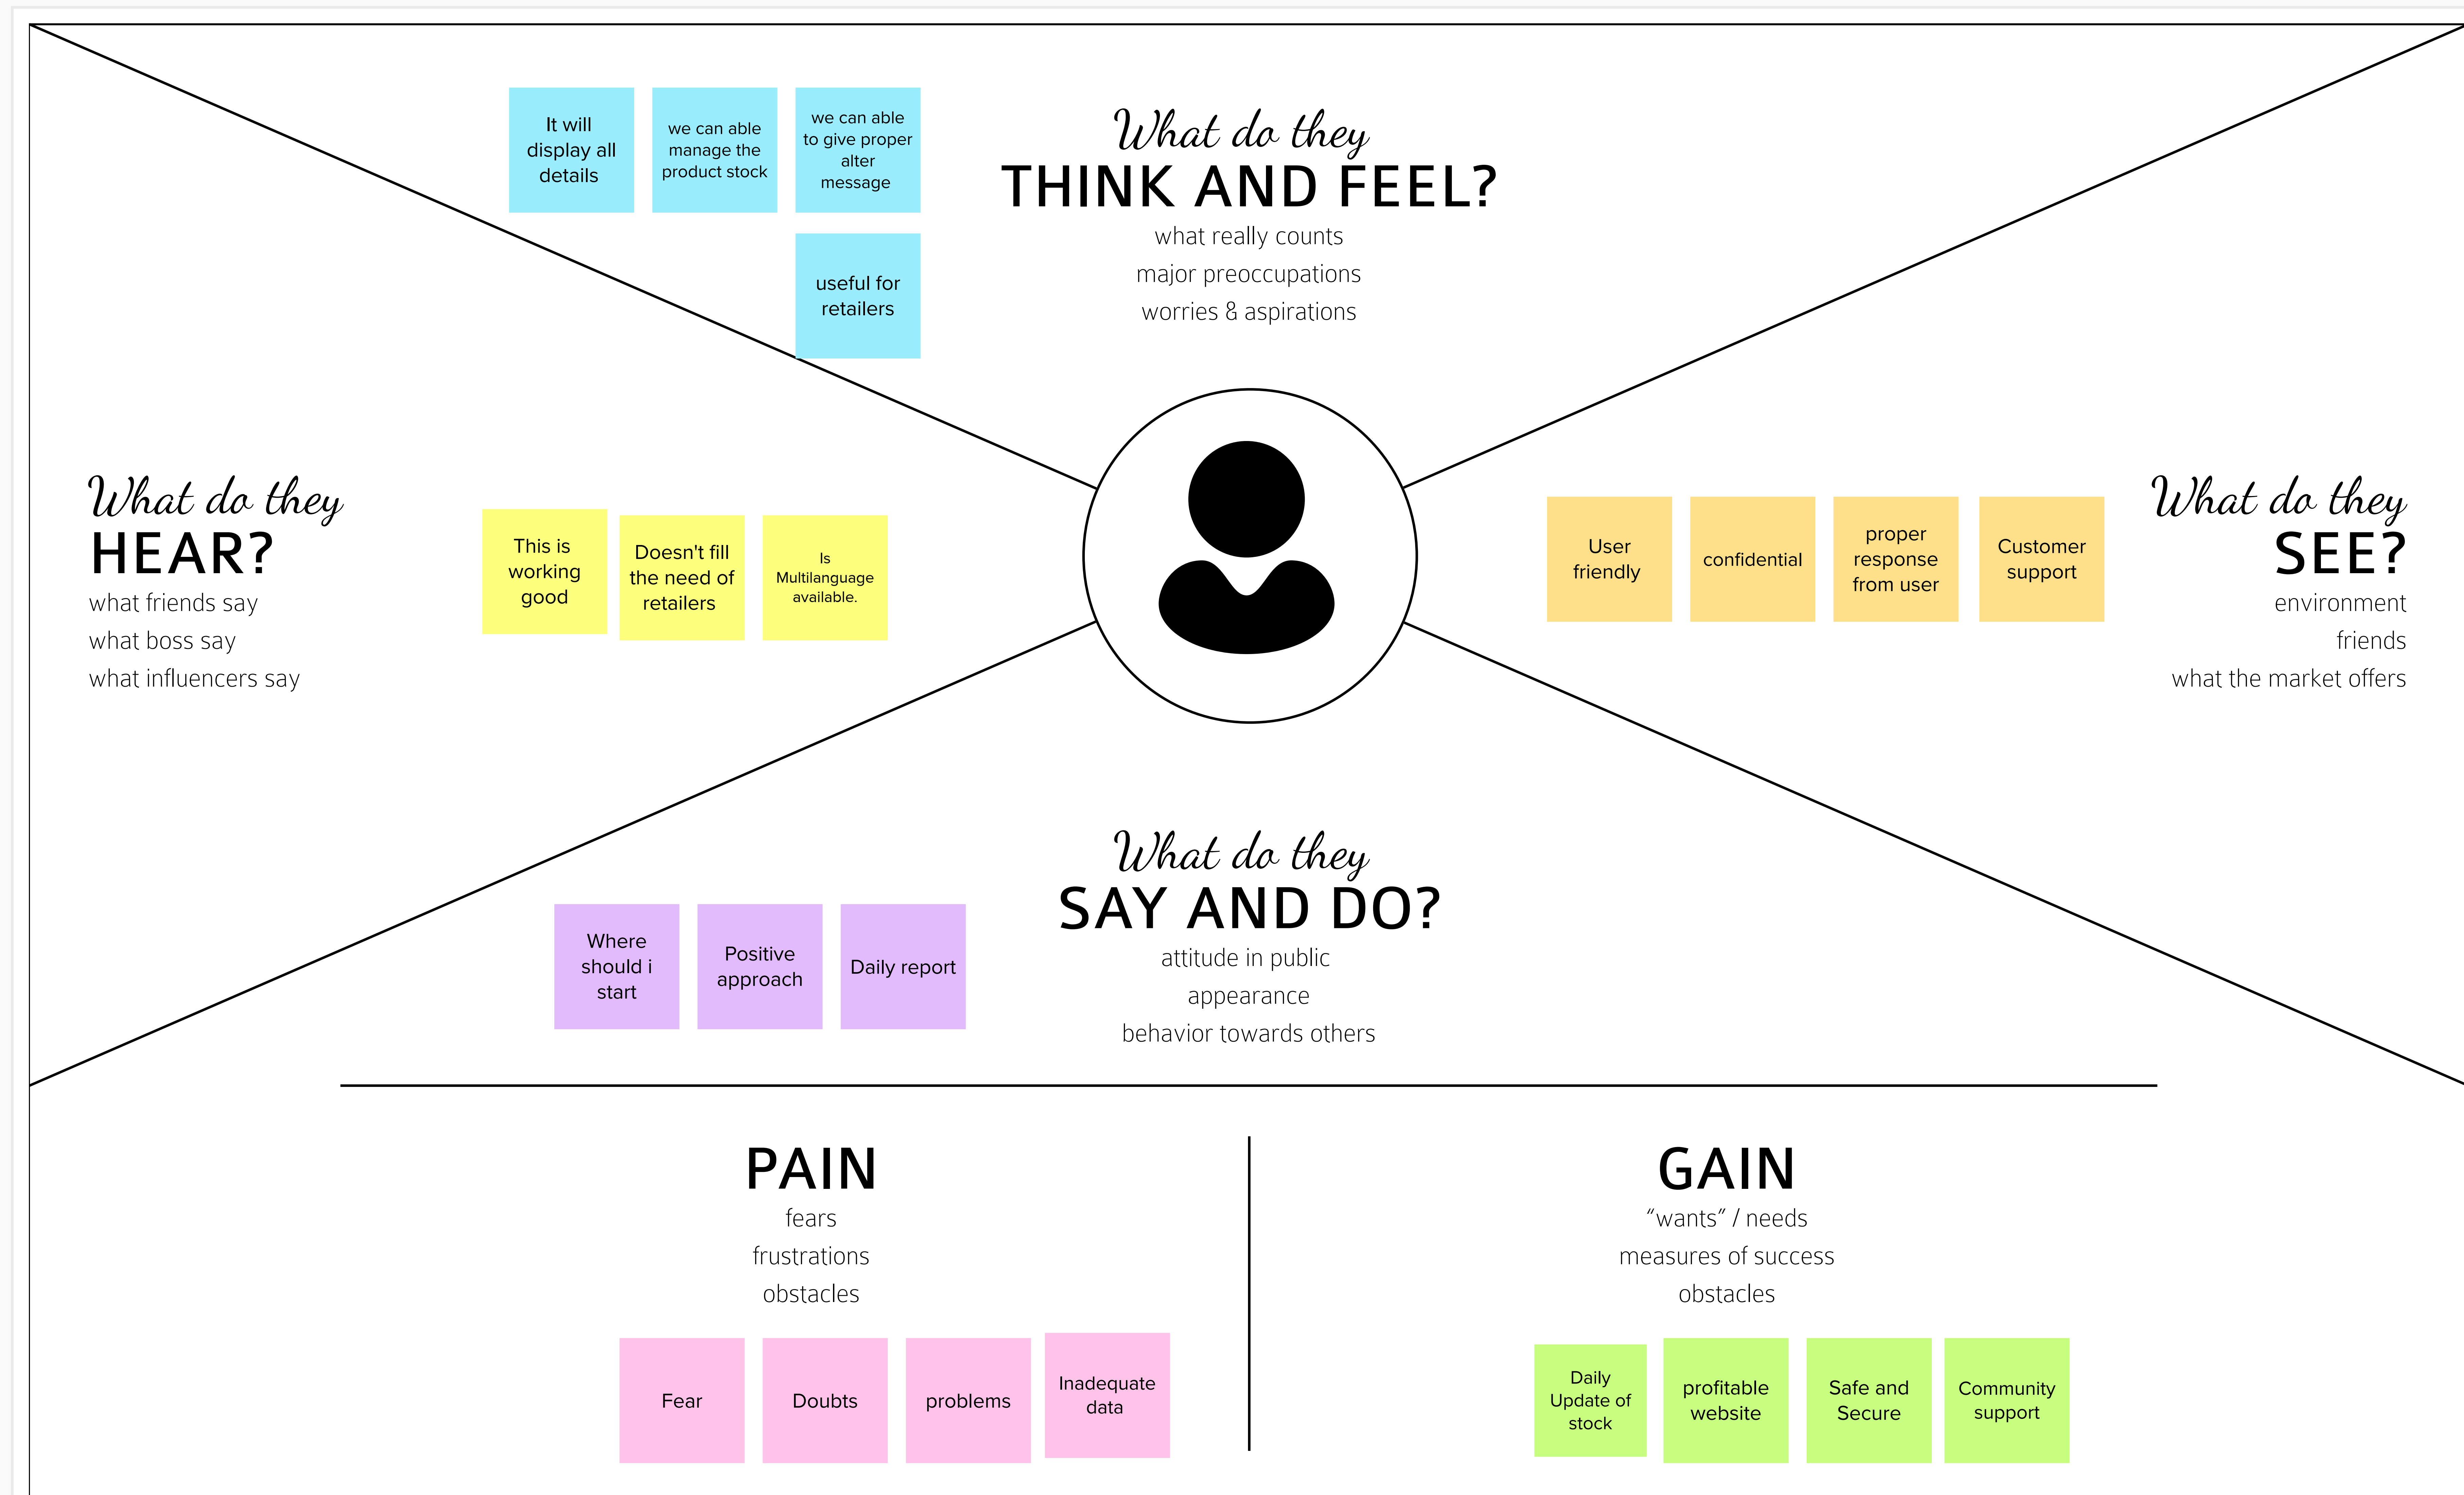 It will
display all
details
we can able
manage the
product stock
we can able
to give proper
alter
message
useful for
retailers
What do they
THINK AND FEEL?
what really counts
major preoccupations
worries & aspirations
What do they
HEAR?
what friends say
what boss say
what influencers say
This is
working
good
Doesn't fill
the need of
retailers
Is
Multilanguage
available.
User
friendly
confidential
proper
response
from user
Customer
support
What do they
SEE?
environment
friends
what the market offers
What do they
SAY AND DO?
attitude in public
appearance
behavior towards others
Where
should i
start
Positive
approach
Daily report
PAIN
fears
frustrations
obstacles
Fear
Doubts
problems
Inadequate
data
GAIN
“wants” / needs
measures of success
obstacles
Daily
Update of
stock
profitable
website
Safe and
Secure
Community
support